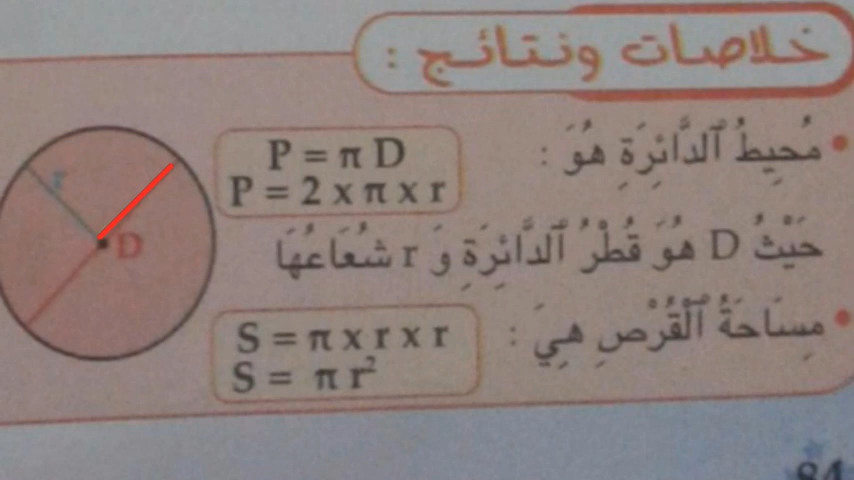 خلاصات ونتائج :
• مُحِيطُ ٱلدَّائِرَةِ هُوَ :
P = π D
P = 2 x π x r
حَيْثُ D هُوَ قُطْرُ ٱلدَّائِرَةِ وَ r شُعَاعُهَا
• مِسَاحَةُ ٱلْقُرْصِ هِيَ :
S = π x r x r
S = π r²
r
D
84